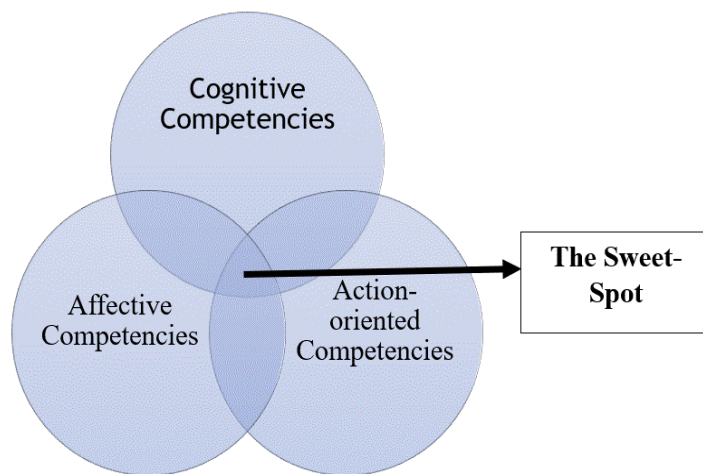 Cognitive
Competencies
Affective
Competencies
Action-
oriented
Competencies
The Sweet-
Spot